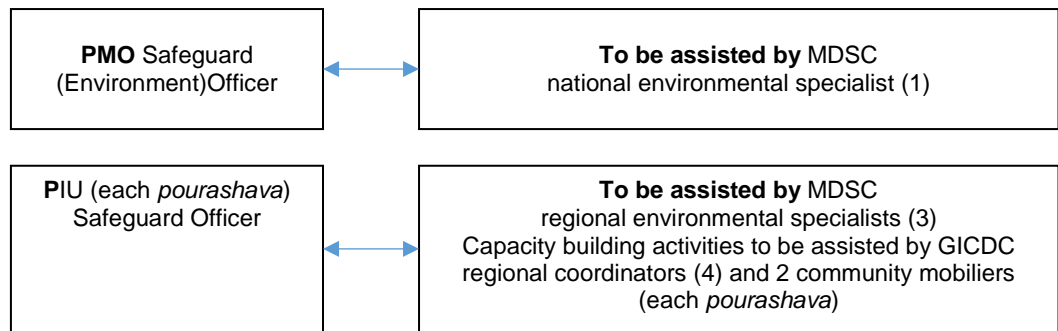 PMO Safeguard
(Environment)Officer
To be assisted by MDSC
national environmental specialist (1)
PIU (each pourashava)
Safeguard Officer
To be assisted by MDSC
regional environmental specialists (3)
Capacity building activities to be assisted by GICDC
regional coordinators (4) and 2 community mobiliers
(each pourashava)